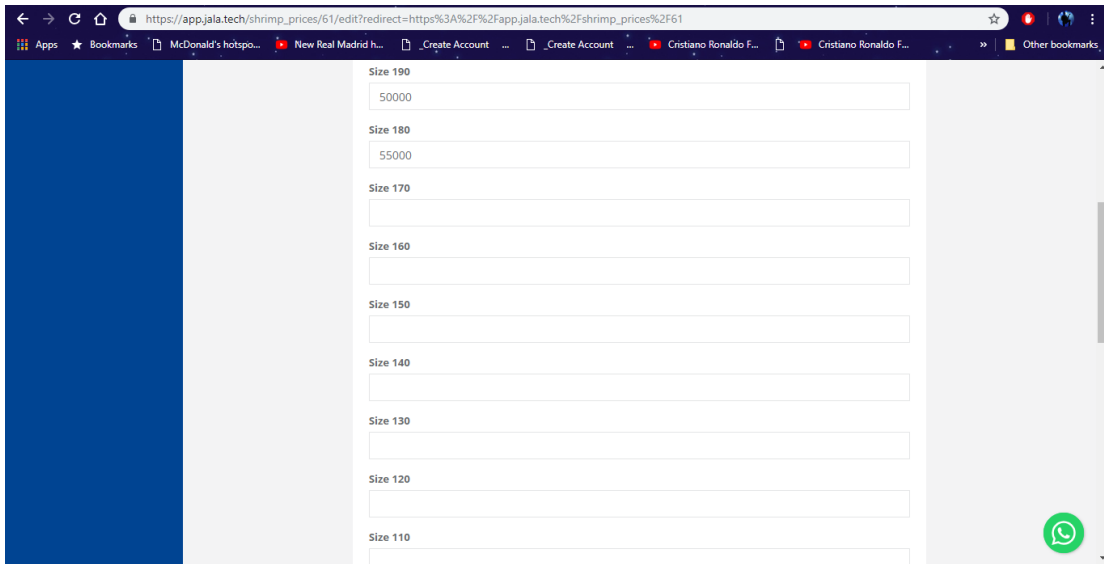 https://app.jala.tech/shrimp_prices/61/edit?redirect=https%3A%2F%2Fapp.jala.tech%2Fshrimp_prices%2F61
Apps Bookmarks McDonald's hotspo... New Real Madrid h... _Create Account ... _Create Account ... Cristiano Ronaldo F... Cristiano Ronaldo F... » Other bookmarks
Size 190
50000
Size 180
55000
Size 170
Size 160
Size 150
Size 140
Size 130
Size 120
Size 110